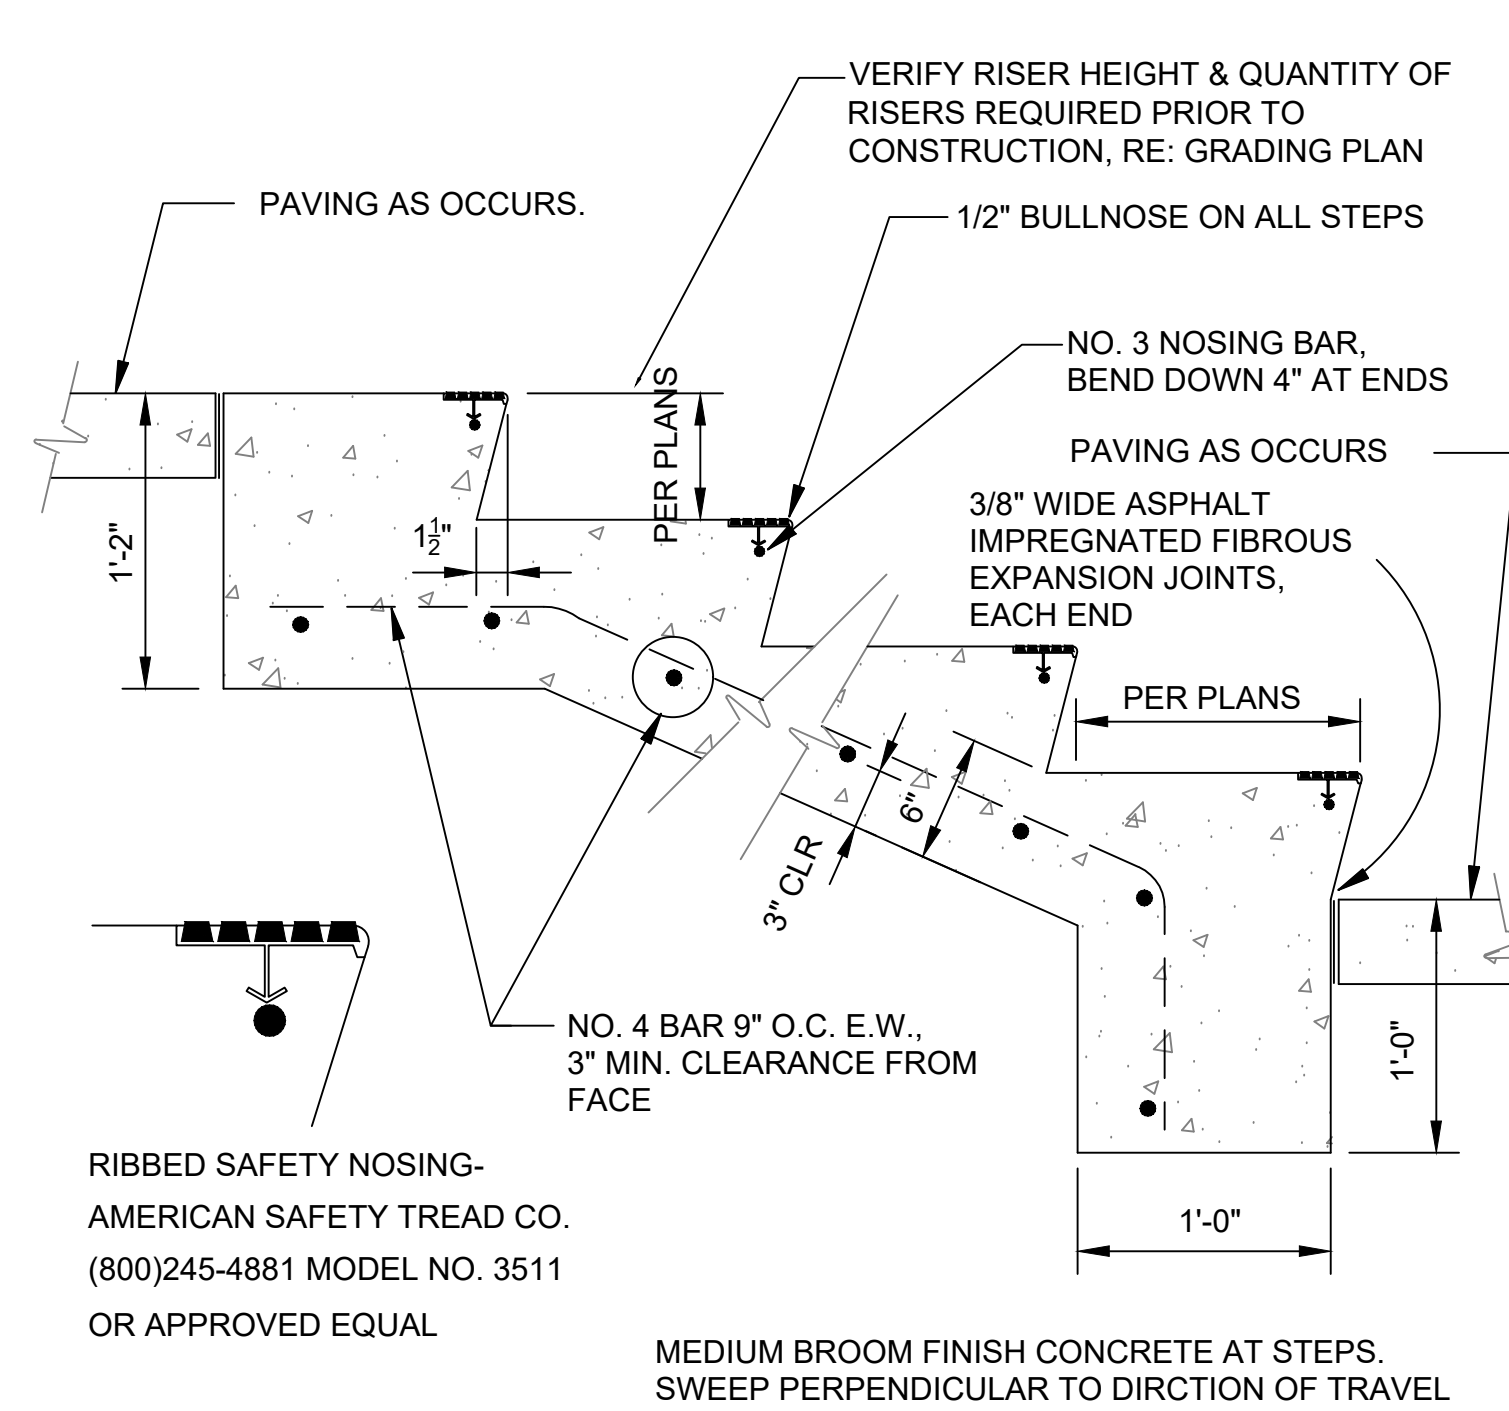 VERIFY RISER HEIGHT & QUANTITY OF
RISERS REQUIRED PRIOR TO
CONSTRUCTION, RE: GRADING PLAN
PAVING AS OCCURS.
1/2" BULLNOSE ON ALL STEPS
NO. 3 NOSING BAR,
BEND DOWN 4" AT ENDS
PER PLANS
PAVING AS OCCURS
3/8" WIDE ASPHALT
IMPREGNATED FIBROUS
EXPANSION JOINTS,
EACH END
1'-2"
1½"
PER PLANS
6"
3" CLR
NO. 4 BAR 9" O.C. E.W.,
3" MIN. CLEARANCE FROM
FACE
1'-0"
1'-0"
RIBBED SAFETY NOSING-
AMERICAN SAFETY TREAD CO.
(800)245-4881 MODEL NO. 3511
OR APPROVED EQUAL
MEDIUM BROOM FINISH CONCRETE AT STEPS.
SWEEP PERPENDICULAR TO DIRCTION OF TRAVEL